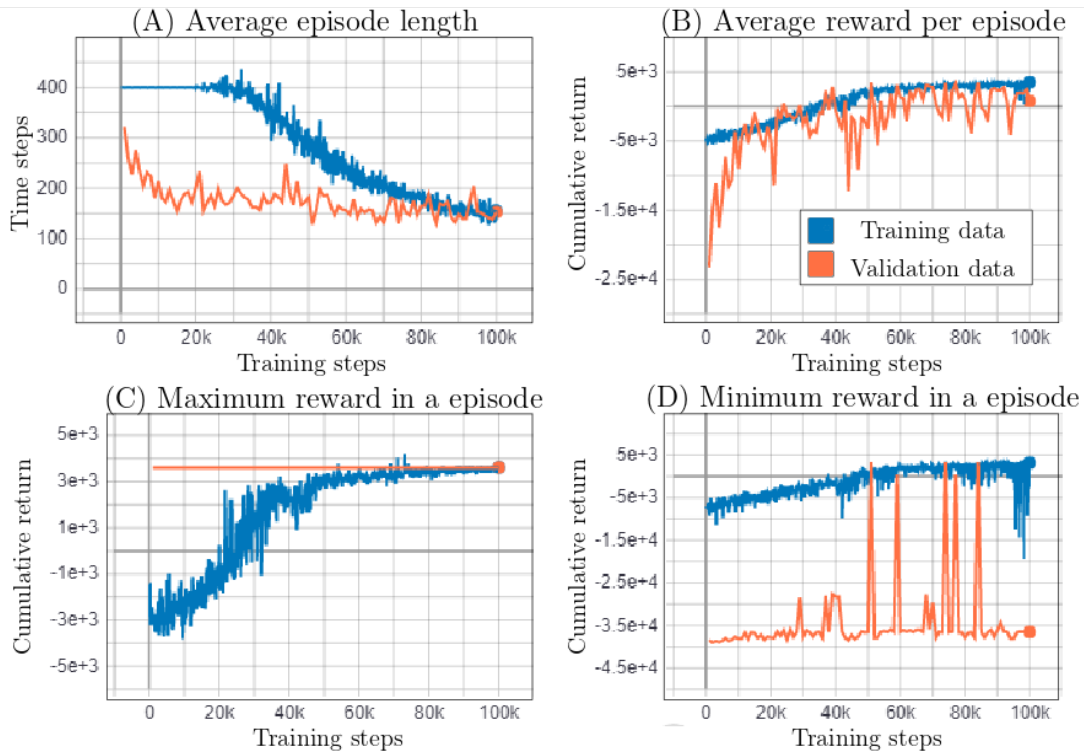 (A) Average episode length
400
300
200
100
0
Time steps
0 20k 40k 60k 80k 100k
Training steps
(B) Average reward per episode
5e+3
-5e+3
-1.5e+4
-2.5e+4
Cumulative return
Training data
Validation data
0 20k 40k 60k 80k 100k
Training steps
(C) Maximum reward in a episode
5e+3
3e+3
1e+3
-1e+3
-3e+3
-5e+3
Cumulative return
0 20k 40k 60k 80k 100k
Training steps
(D) Minimum reward in a episode
5e+3
-5e+3
-1.5e+4
-2.5e+4
-3.5e+4
-4.5e+4
Cumulative return
0 20k 40k 60k 80k 100k
Training steps